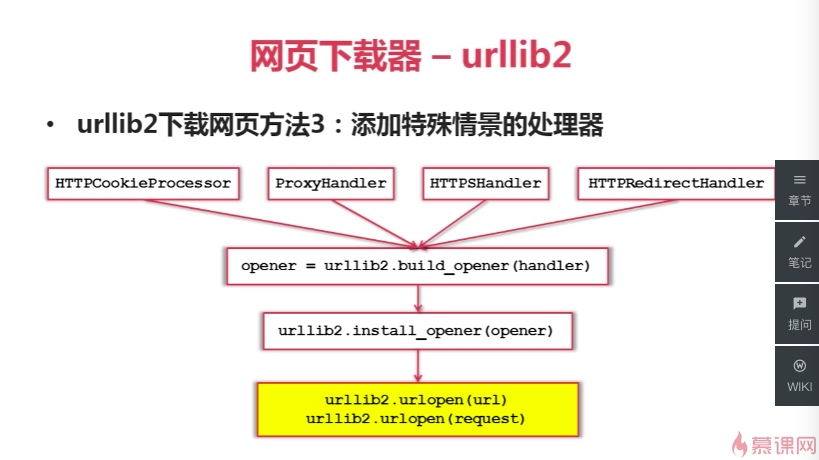 网页下载器 – urllib2
• urllib2下载网页方法3：添加特殊情景的处理器
HTTPCookieProcessor
ProxyHandler
HTTPSHandler
HTTPRedirectHandler
opener = urllib2.build_opener(handler)
urllib2.install_opener(opener)
urllib2.urlopen(url)
urllib2.urlopen(request)
章节
笔记
提问
WIKI
慕课网